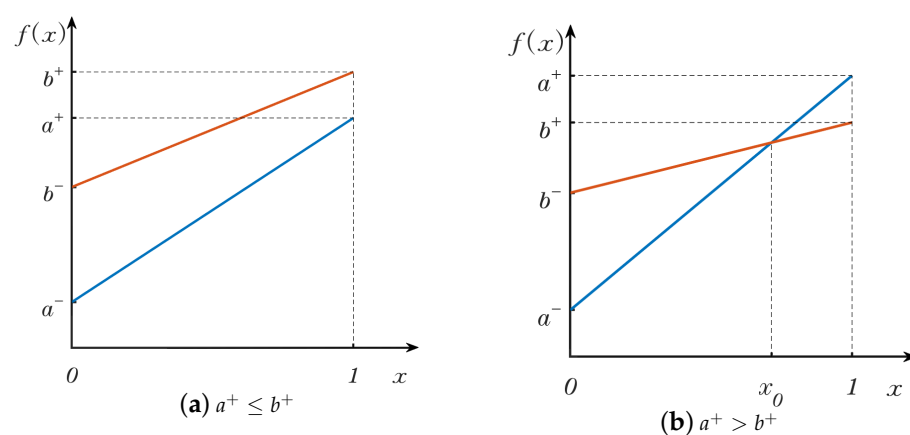 f(x)
b⁺
a⁺
b⁻
a⁻
0 1 x
(a) a⁺ ≤ b⁺
f(x)
a⁺
b⁺
b⁻
a⁻
0 x₀ 1 x
(b) a⁺ > b⁺